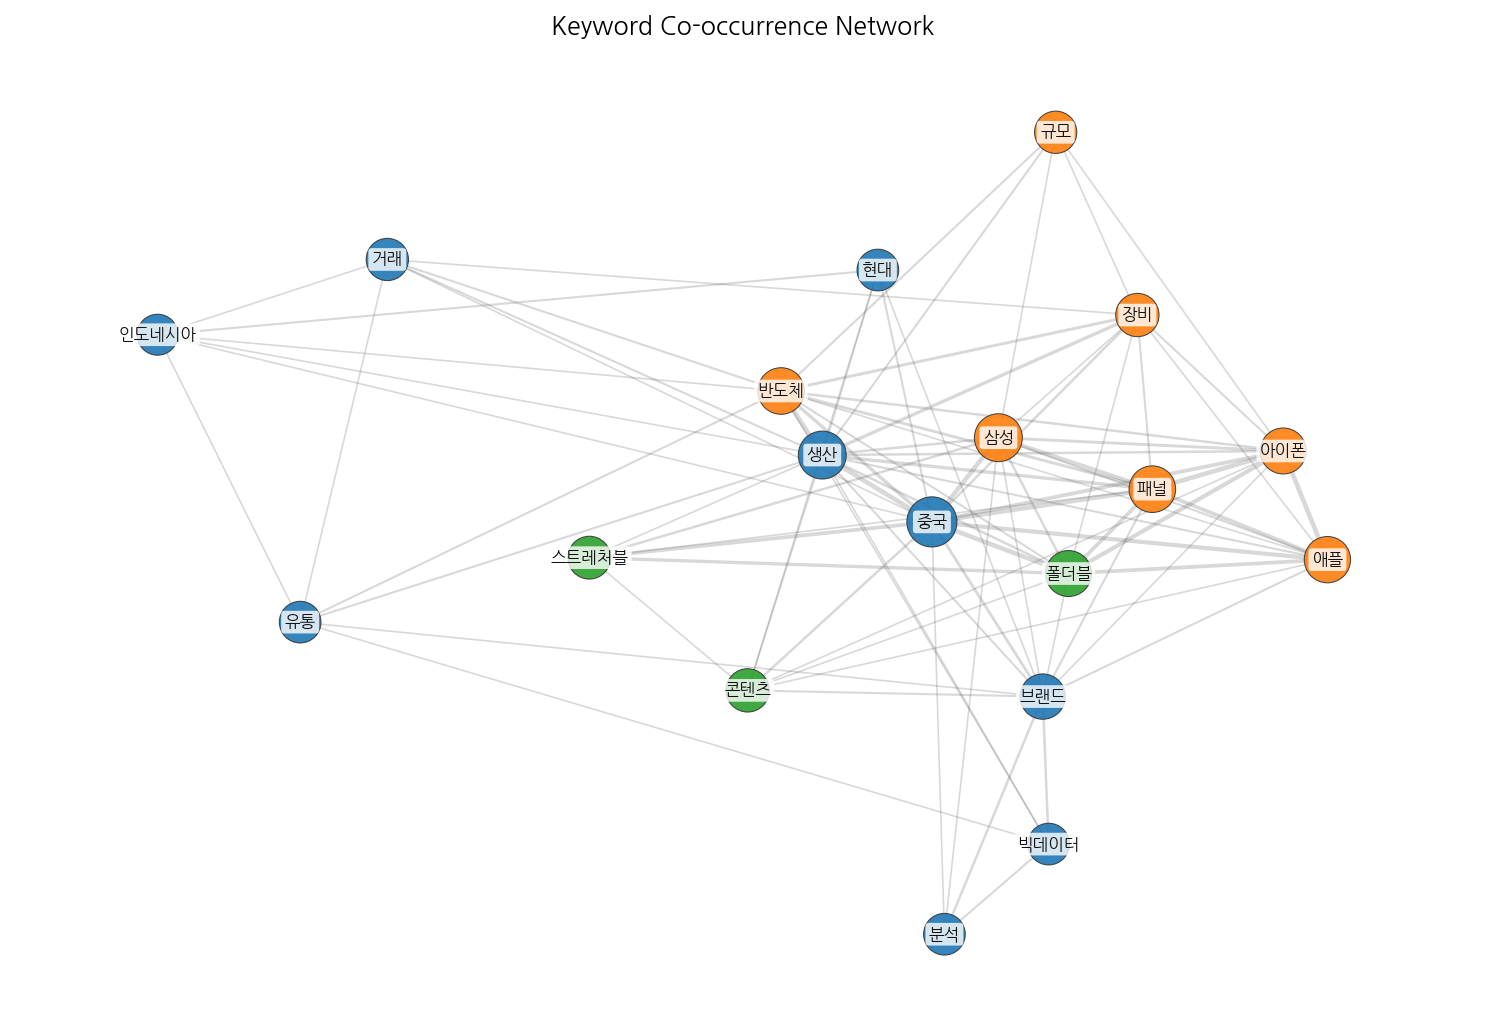 Keyword Co-occurrence Network
규모
거래
현대
장비
인도네시아
반도체
삼성
아이폰
생산
패널
중국
스트레처블
애플
폴더블
유통
콘텐츠
브랜드
빅데이터
분석